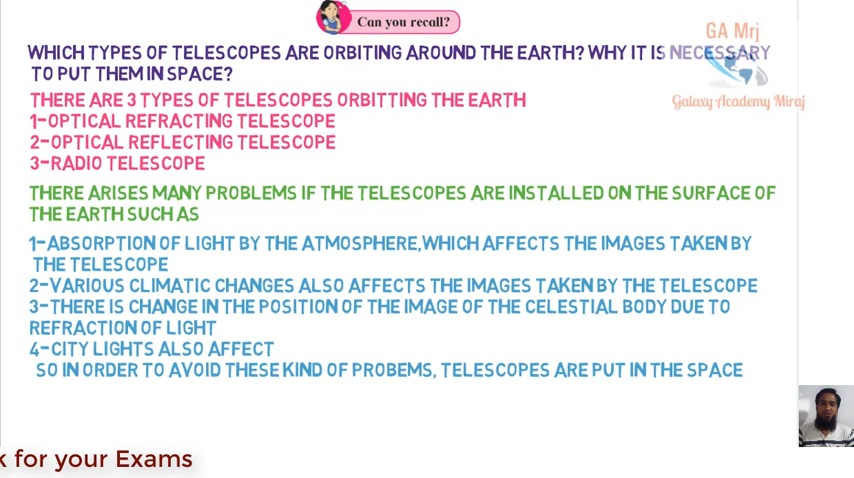 Can you recall?
GA Mrj
WHICH TYPES OF TELESCOPES ARE ORBITING AROUND THE EARTH? WHY IT IS NECESSARY
TO PUT THEM IN SPACE?
Galaxy Academy Miraj
THERE ARE 3 TYPES OF TELESCOPES ORBITTING THE EARTH
1-OPTICAL REFRACTING TELESCOPE
2-OPTICAL REFLECTING TELESCOPE
3-RADIO TELESCOPE
THERE ARISES MANY PROBLEMS IF THE TELESCOPES ARE INSTALLED ON THE SURFACE OF
THE EARTH SUCH AS
1-ABSORPTION OF LIGHT BY THE ATMOSPHERE,WHICH AFFECTS THE IMAGES TAKEN BY
THE TELESCOPE
2-VARIOUS CLIMATIC CHANGES ALSO AFFECTS THE IMAGES TAKEN BY THE TELESCOPE
3-THERE IS CHANGE IN THE POSITION OF THE IMAGE OF THE CELESTIAL BODY DUE TO
REFRACTION OF LIGHT
4-CITY LIGHTS ALSO AFFECT
SO IN ORDER TO AVOID THESE KIND OF PROBEMS, TELESCOPES ARE PUT IN THE SPACE
k for your Exams